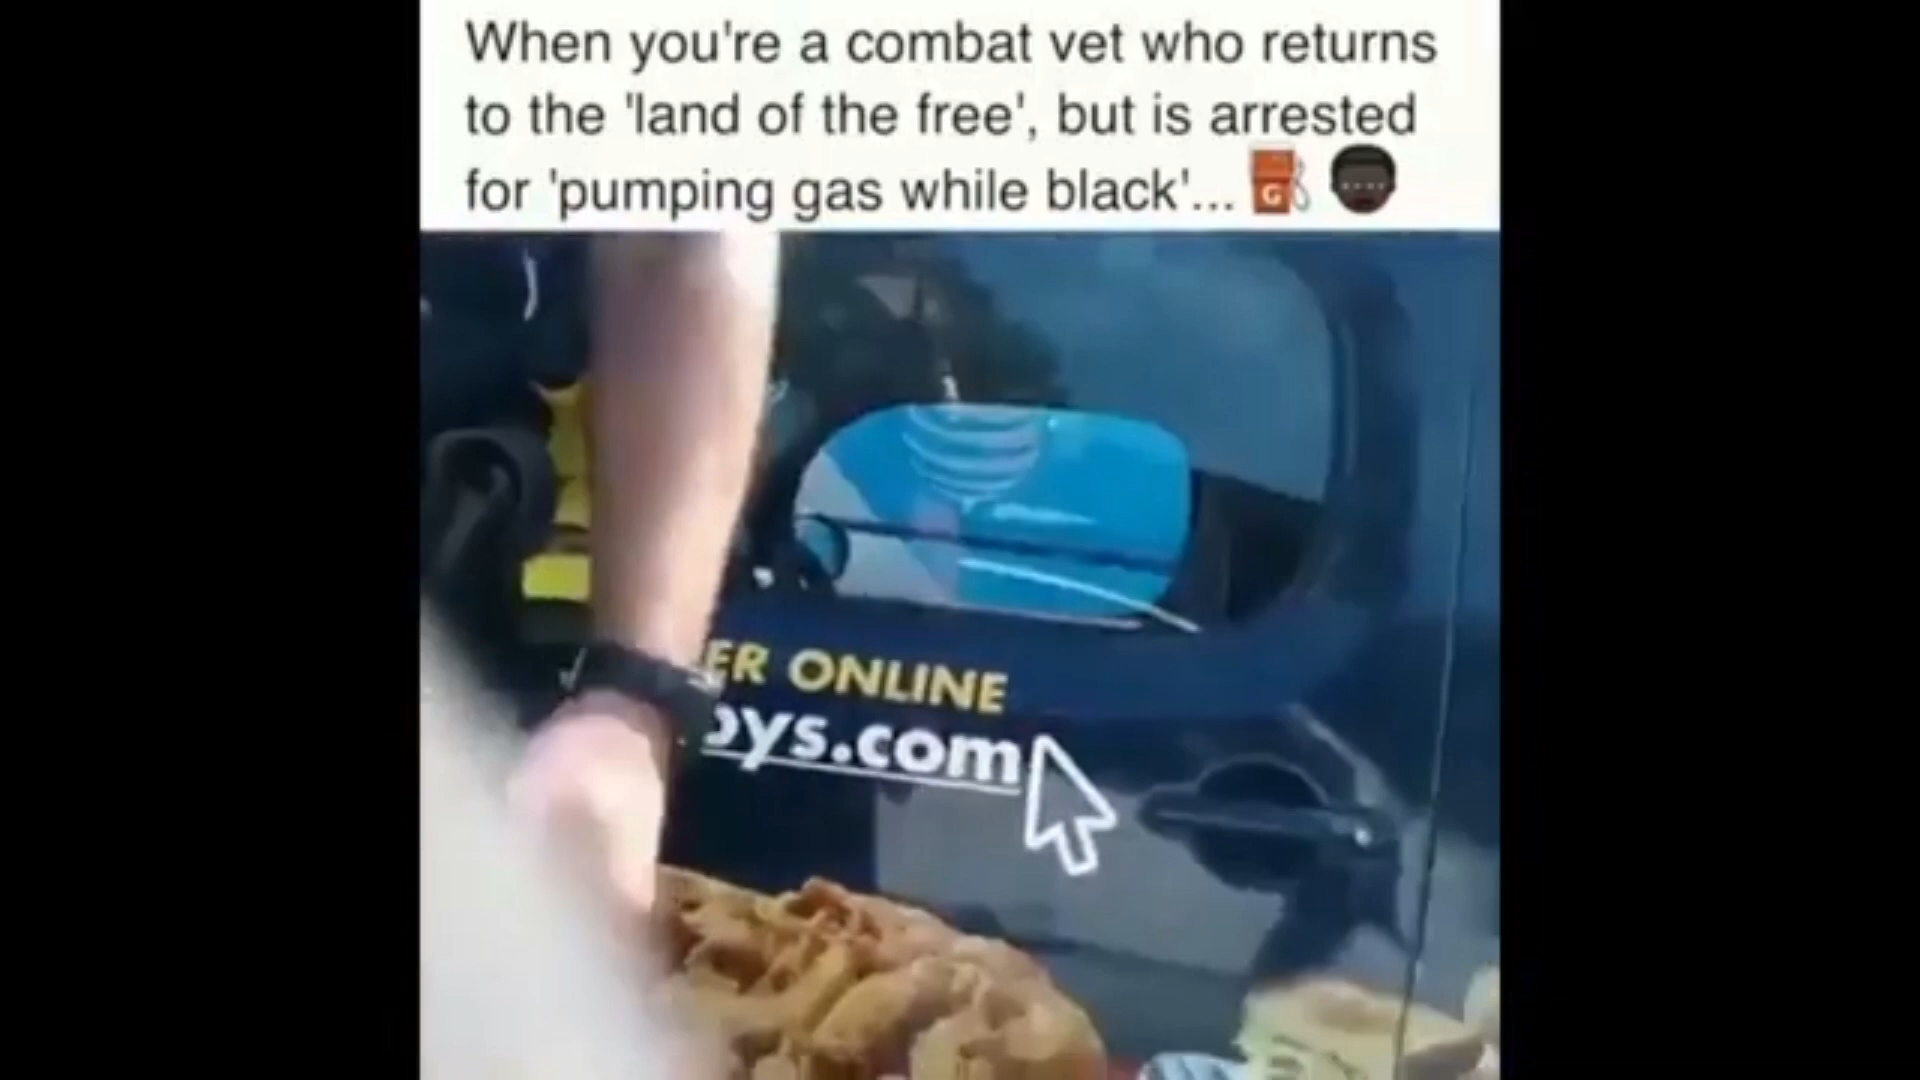 When you're a combat vet who returns
to the 'land of the free', but is arrested
for 'pumping gas while black'...
G
ER ONLINE
oys.com